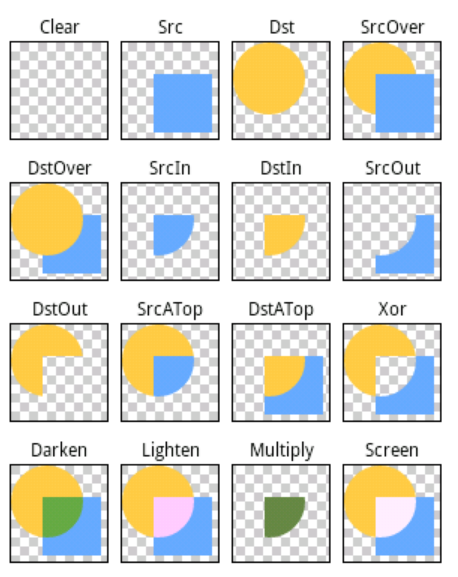 Clear Src Dst SrcOver
DstOver SrcIn DstIn SrcOut
DstOut SrcATop DstATop Xor
Darken Lighten Multiply Screen